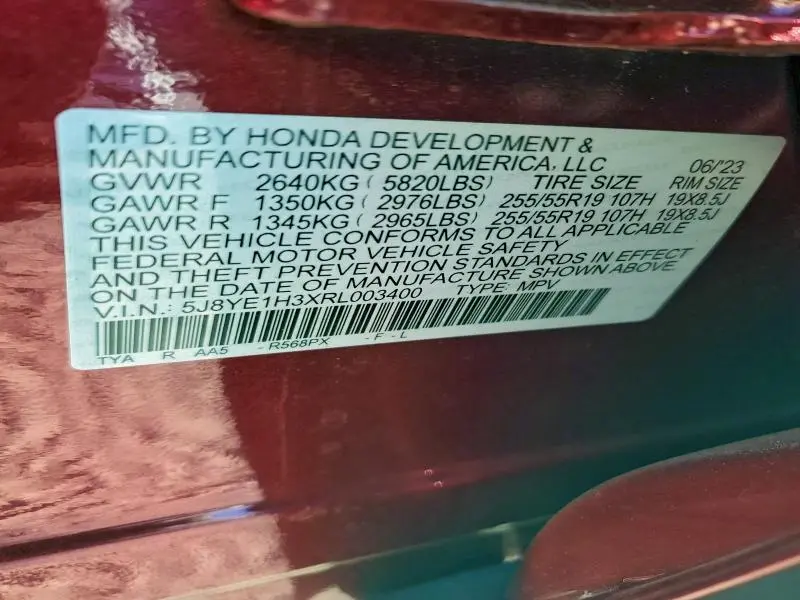 MFD. BY HONDA DEVELOPMENT &
MANUFACTURING OF AMERICA, LLC 06/'23
GVWR 2640KG ( 5820LBS) TIRE SIZE RIM SIZE
GAWR F 1350KG ( 2976LBS) 255/55R19 107H 19X8.5J
GAWR R 1345KG ( 2965LBS) 255/55R19 107H 19X8.5J
THIS VEHICLE CONFORMS TO ALL APPLICABLE
FEDERAL MOTOR VEHICLE SAFETY
AND THEFT PREVENTION STANDARDS IN EFFECT
ON THE DATE OF MANUFACTURE SHOWN ABOVE.
V.I.N.: 5J8YE1H3XRL003400 TYPE: MPV
TYA R AA5 - R568PX - F - L